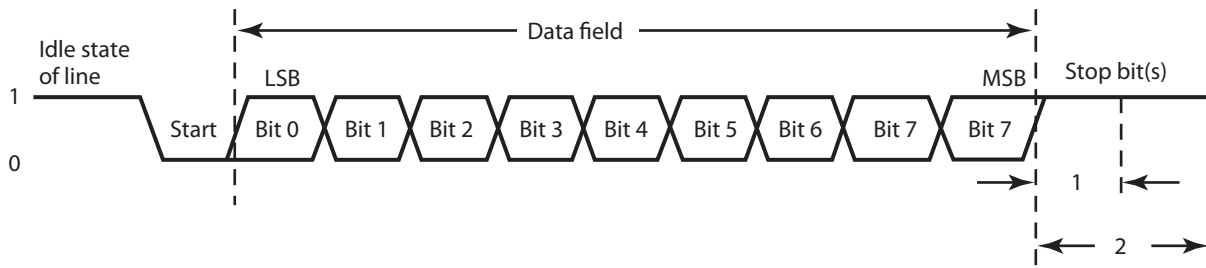 Data field
Idle state
of line
LSB
MSB
Stop bit(s)
1
Start
Bit 0
Bit 1
Bit 2
Bit 3
Bit 4
Bit 5
Bit 6
Bit 7
Bit 7
0
1
2